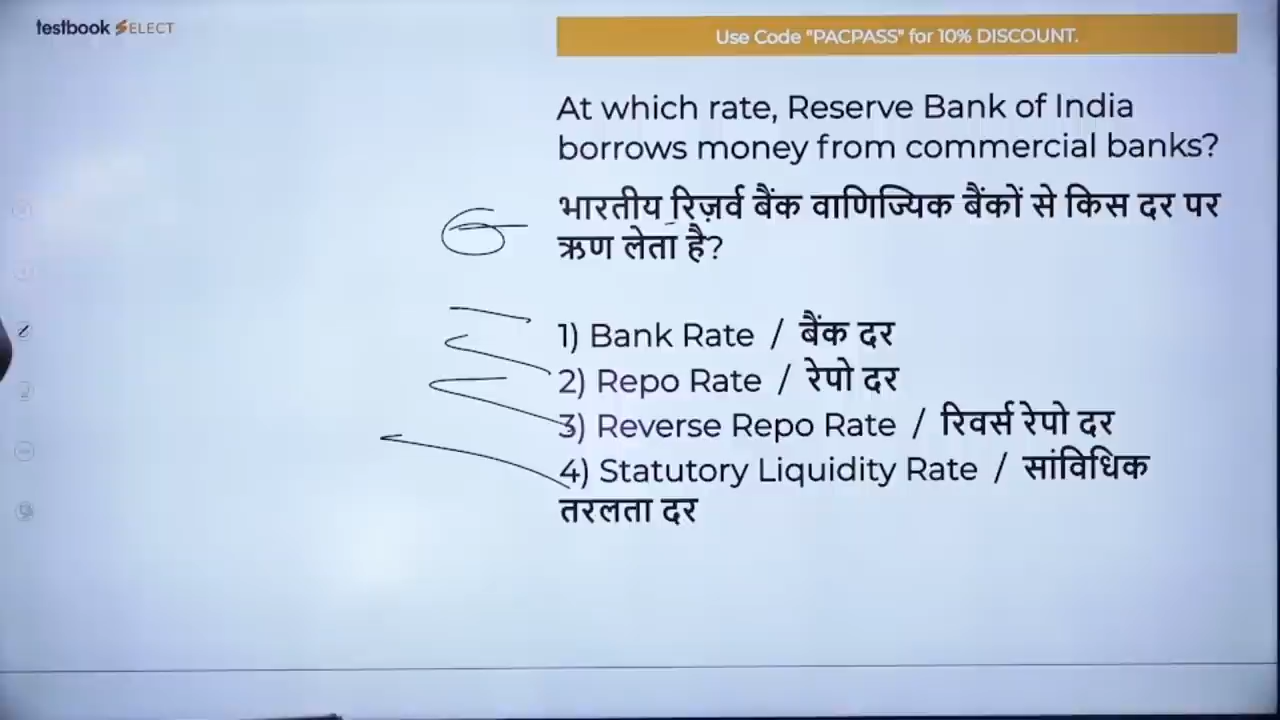 testbook SELECT
Use Code "PACPASS" for 10% DISCOUNT.
At which rate, Reserve Bank of India
borrows money from commercial banks?
भारतीय रिज़र्व बैंक वाणिज्यिक बैंकों से किस दर पर
ऋण लेता है?
1) Bank Rate / बैंक दर
2) Repo Rate / रेपो दर
3) Reverse Repo Rate / रिवर्स रेपो दर
4) Statutory Liquidity Rate / सांविधिक
तरलता दर